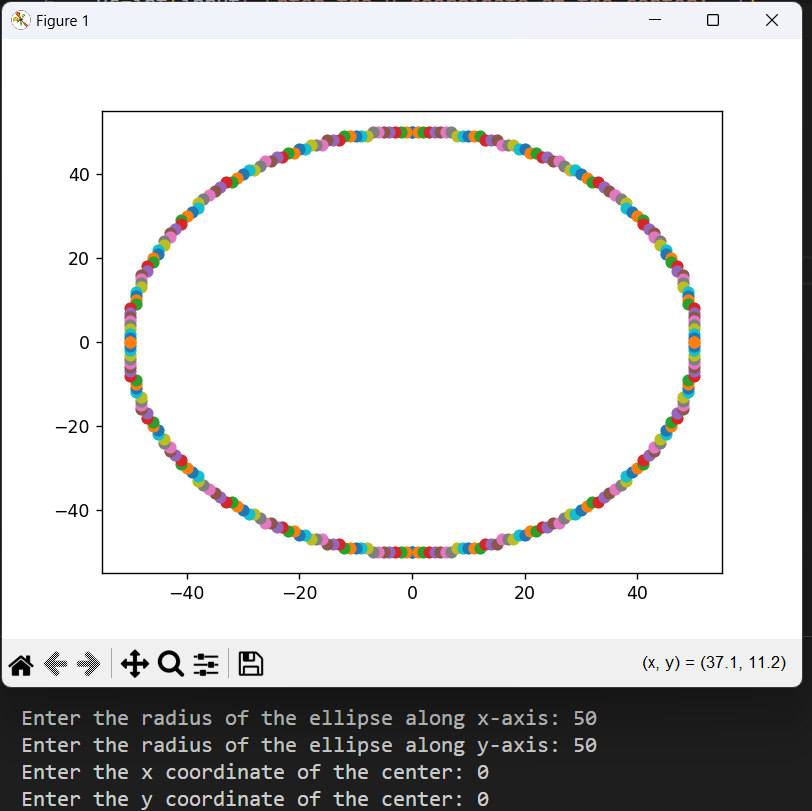 Figure 1
40
20
0
−20
−40
−40 −20 0 20 40
(x, y) = (37.1, 11.2)
Enter the radius of the ellipse along x-axis: 50
Enter the radius of the ellipse along y-axis: 50
Enter the x coordinate of the center: 0
Enter the y coordinate of the center: 0